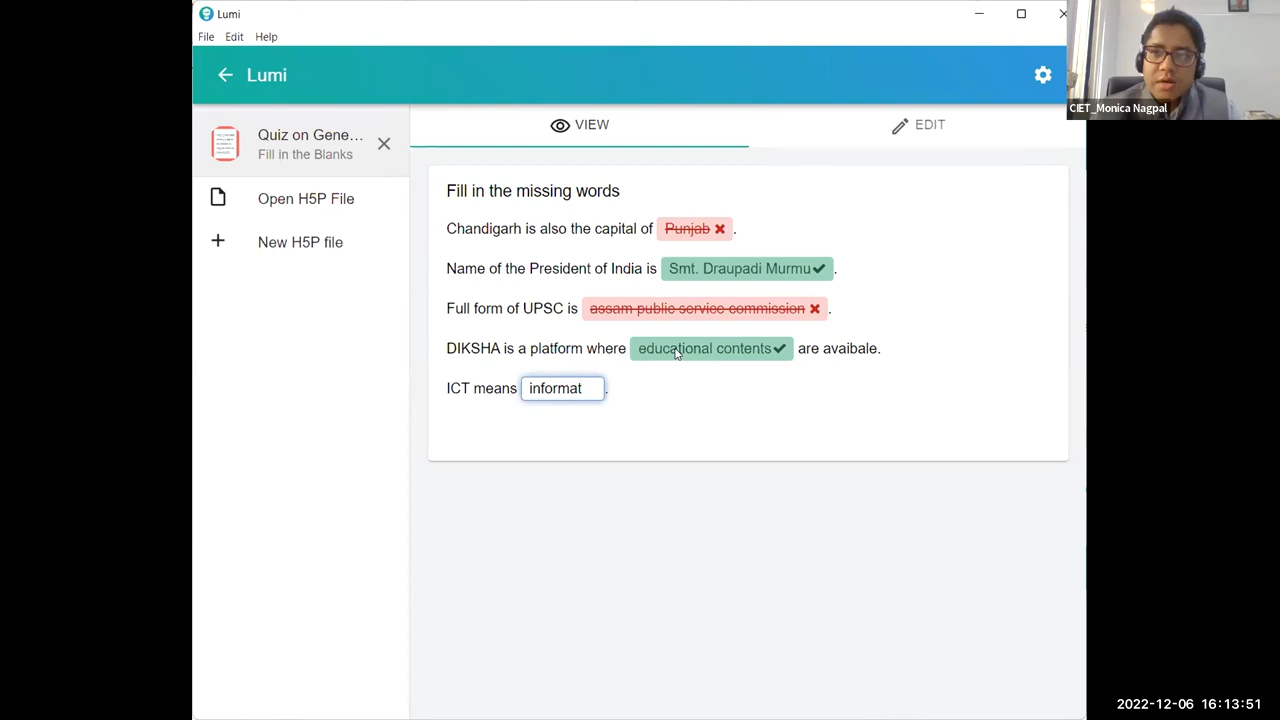 Lumi
File Edit Help
Lumi
CIET_Monica Nagpal
Quiz on Gene...
Fill in the Blanks
VIEW
EDIT
Open H5P File
New H5P file
Fill in the missing words
Chandigarh is also the capital of Punjab.
Name of the President of India is Smt. Draupadi Murmu.
Full form of UPSC is assam public service commission.
DIKSHA is a platform where educational contents are avaibale.
ICT means informat.
2022-12-06 16:13:51